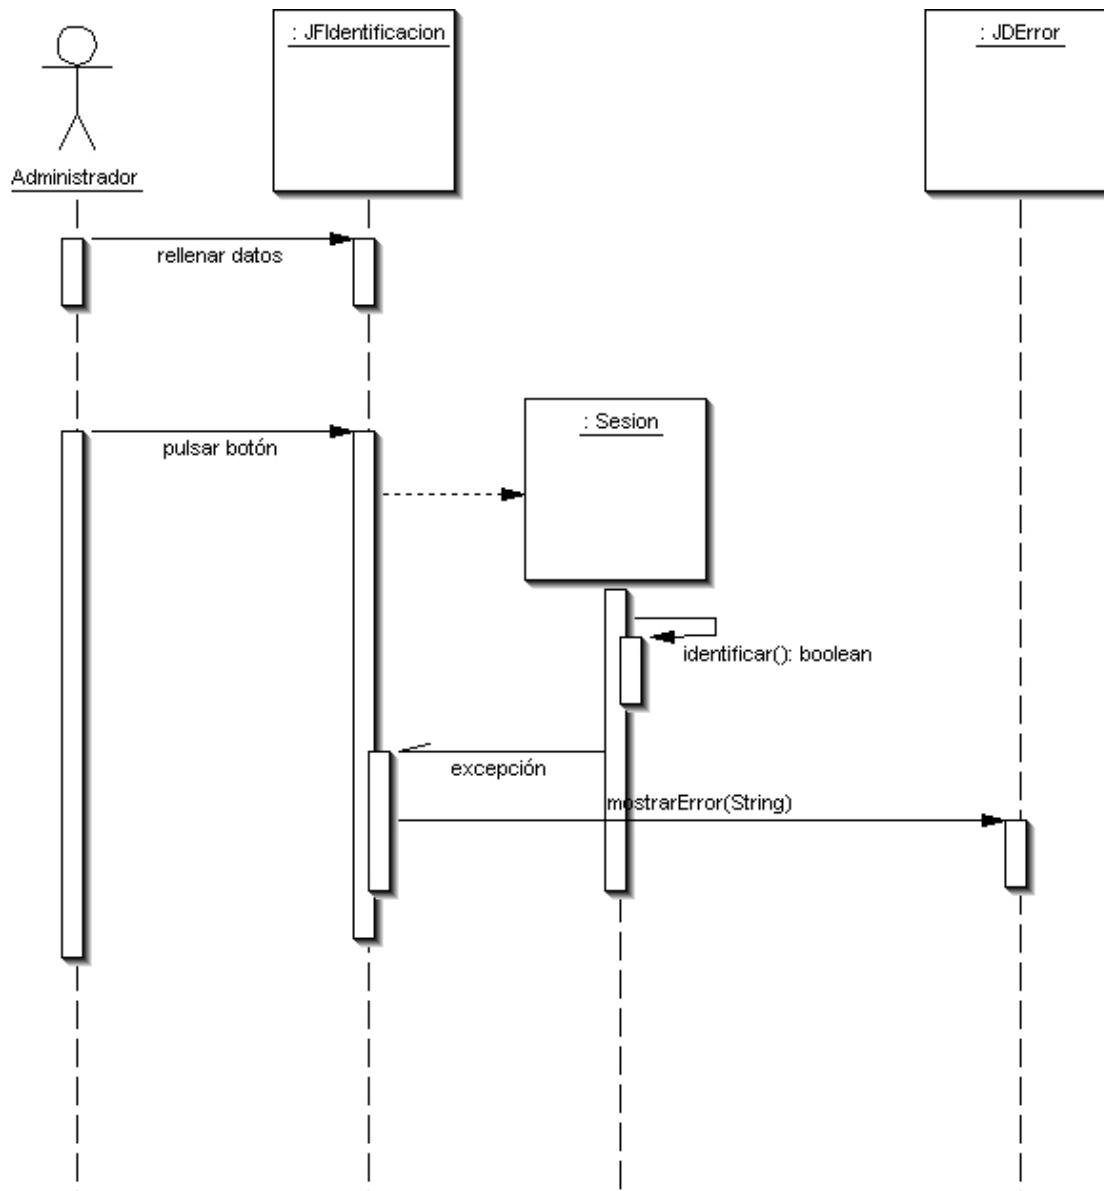 : JFIdentificacion
: JDError
Administrador
rellenar datos
: Sesion
pulsar botón
identificar(): boolean
excepción
mostrarError(String)